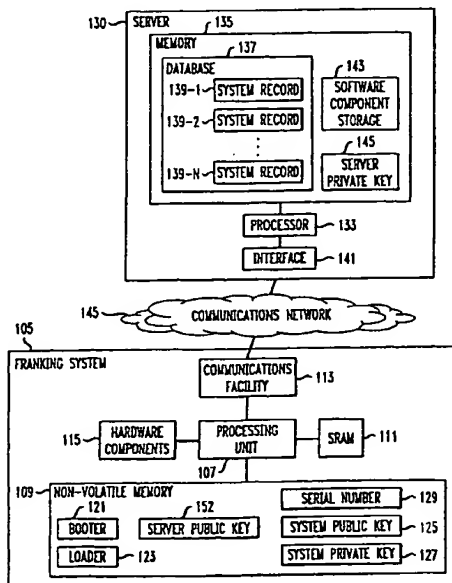 130 SERVER
135
MEMORY
137
DATABASE
139-1 SYSTEM RECORD
139-2 SYSTEM RECORD
139-N SYSTEM RECORD
143
SOFTWARE
COMPONENT
STORAGE
145
SERVER
PRIVATE KEY
PROCESSOR 133
INTERFACE 141
145 COMMUNICATIONS NETWORK
105
FRANKING SYSTEM
COMMUNICATIONS
FACILITY 113
115 HARDWARE
COMPONENTS
PROCESSING
UNIT
SRAM 111
107
109 NON-VOLATILE MEMORY
121
BOOTER
LOADER 123
152
SERVER PUBLIC KEY
SERIAL NUMBER 129
SYSTEM PUBLIC KEY 125
SYSTEM PRIVATE KEY 127